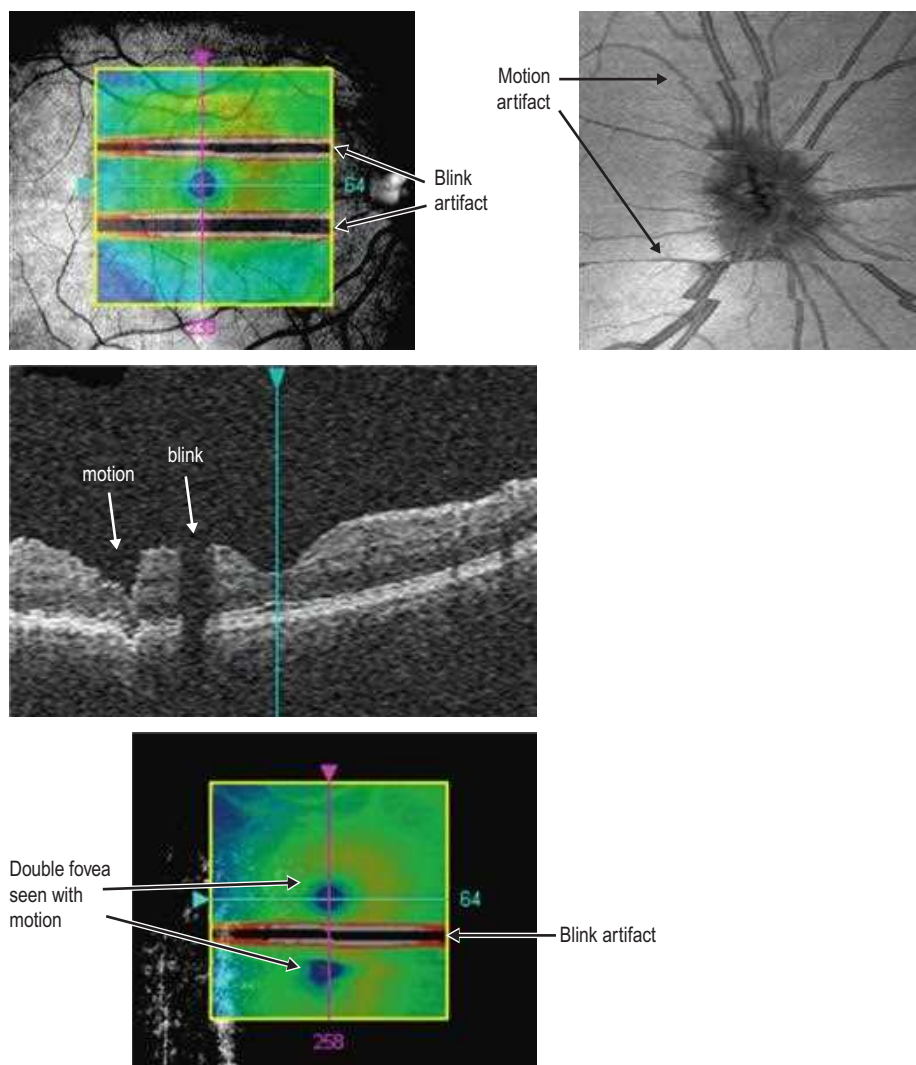 64
Blink
artifact
Motion
artifact
motion
blink
Double fovea
seen with
motion
64
Blink artifact
258